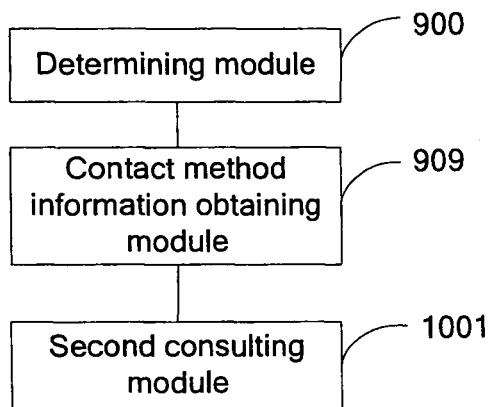 900
Determining module
Contact method
information obtaining
module
909
Second consulting
module
1001